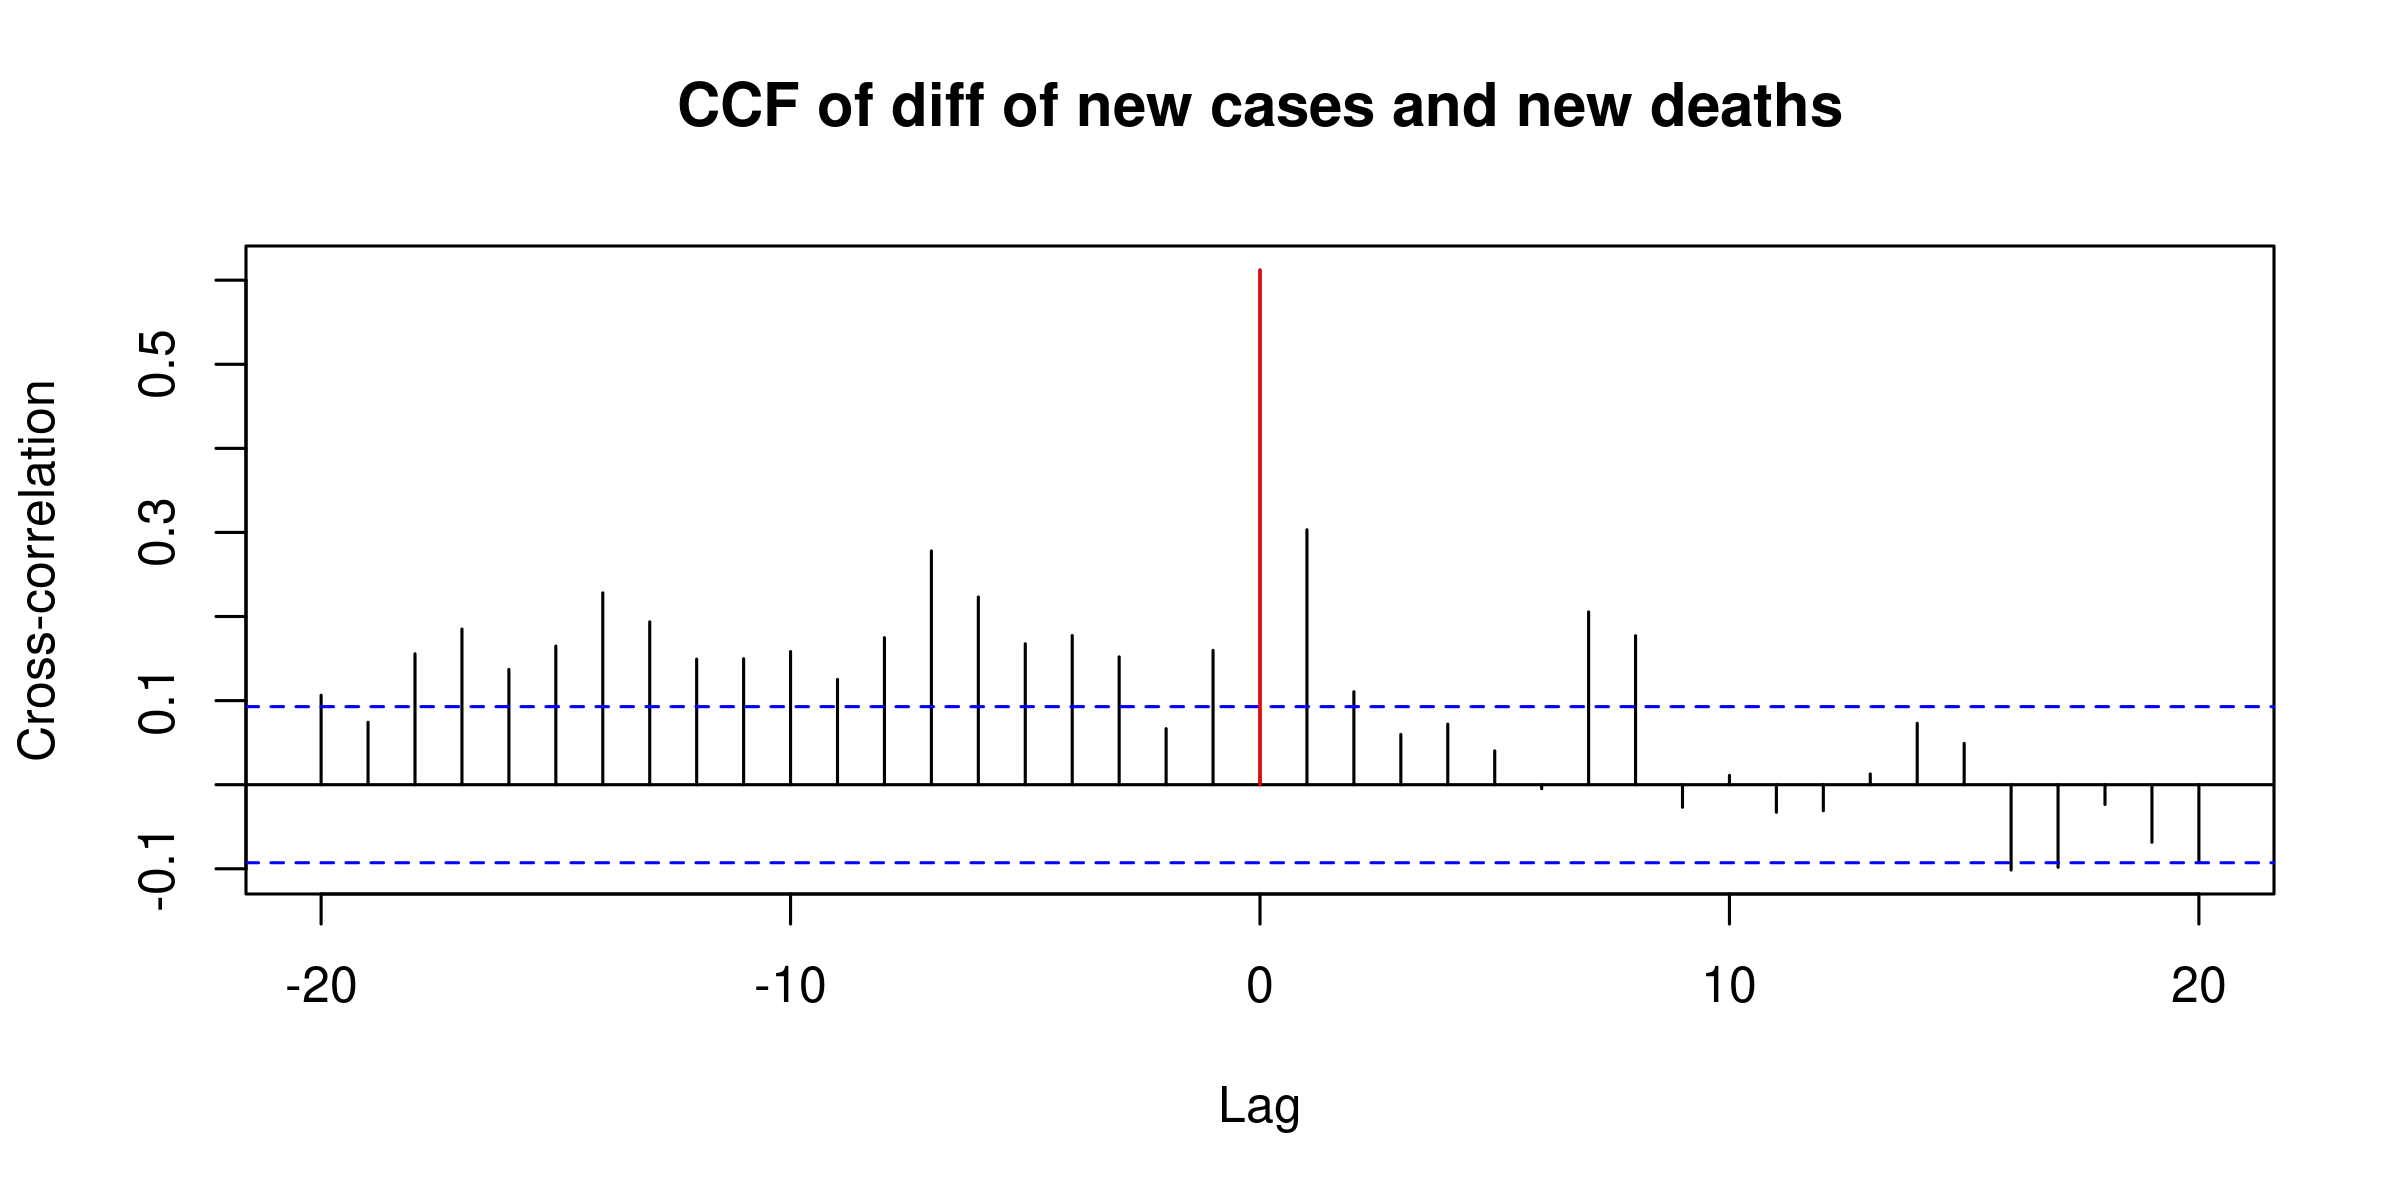 CCF of diff of new cases and new deaths
Cross-correlation
0.5
0.3
0.1
-0.1
-20 -10 0 10 20
Lag